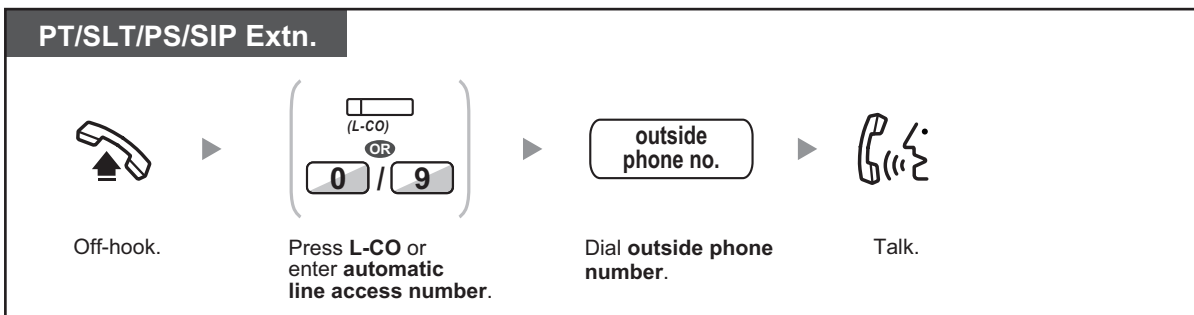 PT/SLT/PS/SIP Extn.
(L-CO)
OR
0 / 9
outside
phone no.
Off-hook.
Press L-CO or
enter automatic
line access number.
Dial outside phone
number.
Talk.